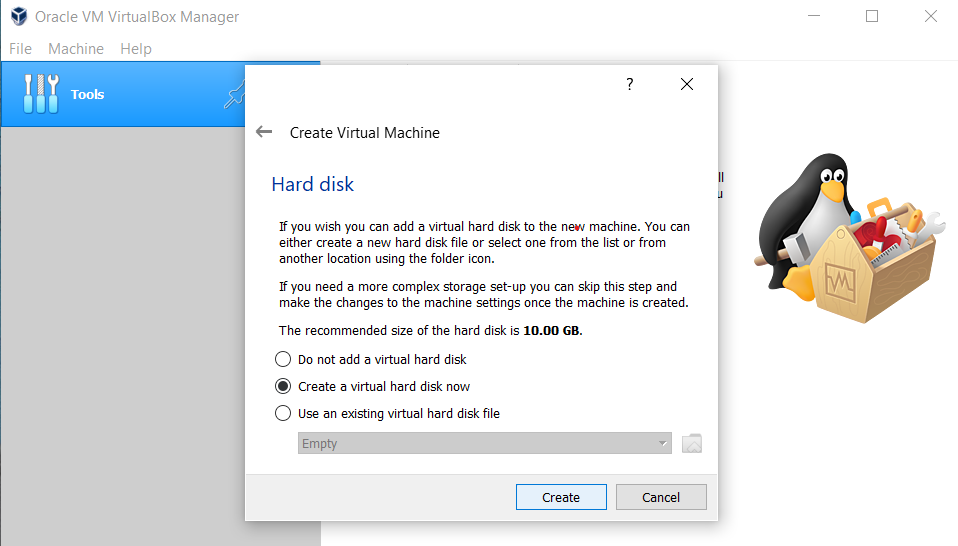 Oracle VM VirtualBox Manager
File Machine Help
Tools
?
Create Virtual Machine
Hard disk
If you wish you can add a virtual hard disk to the new machine. You can
either create a new hard disk file or select one from the list or from
another location using the folder icon.
If you need a more complex storage set-up you can skip this step and
make the changes to the machine settings once the machine is created.
The recommended size of the hard disk is 10.00 GB.
Do not add a virtual hard disk
Create a virtual hard disk now
Use an existing virtual hard disk file
Empty
Create Cancel